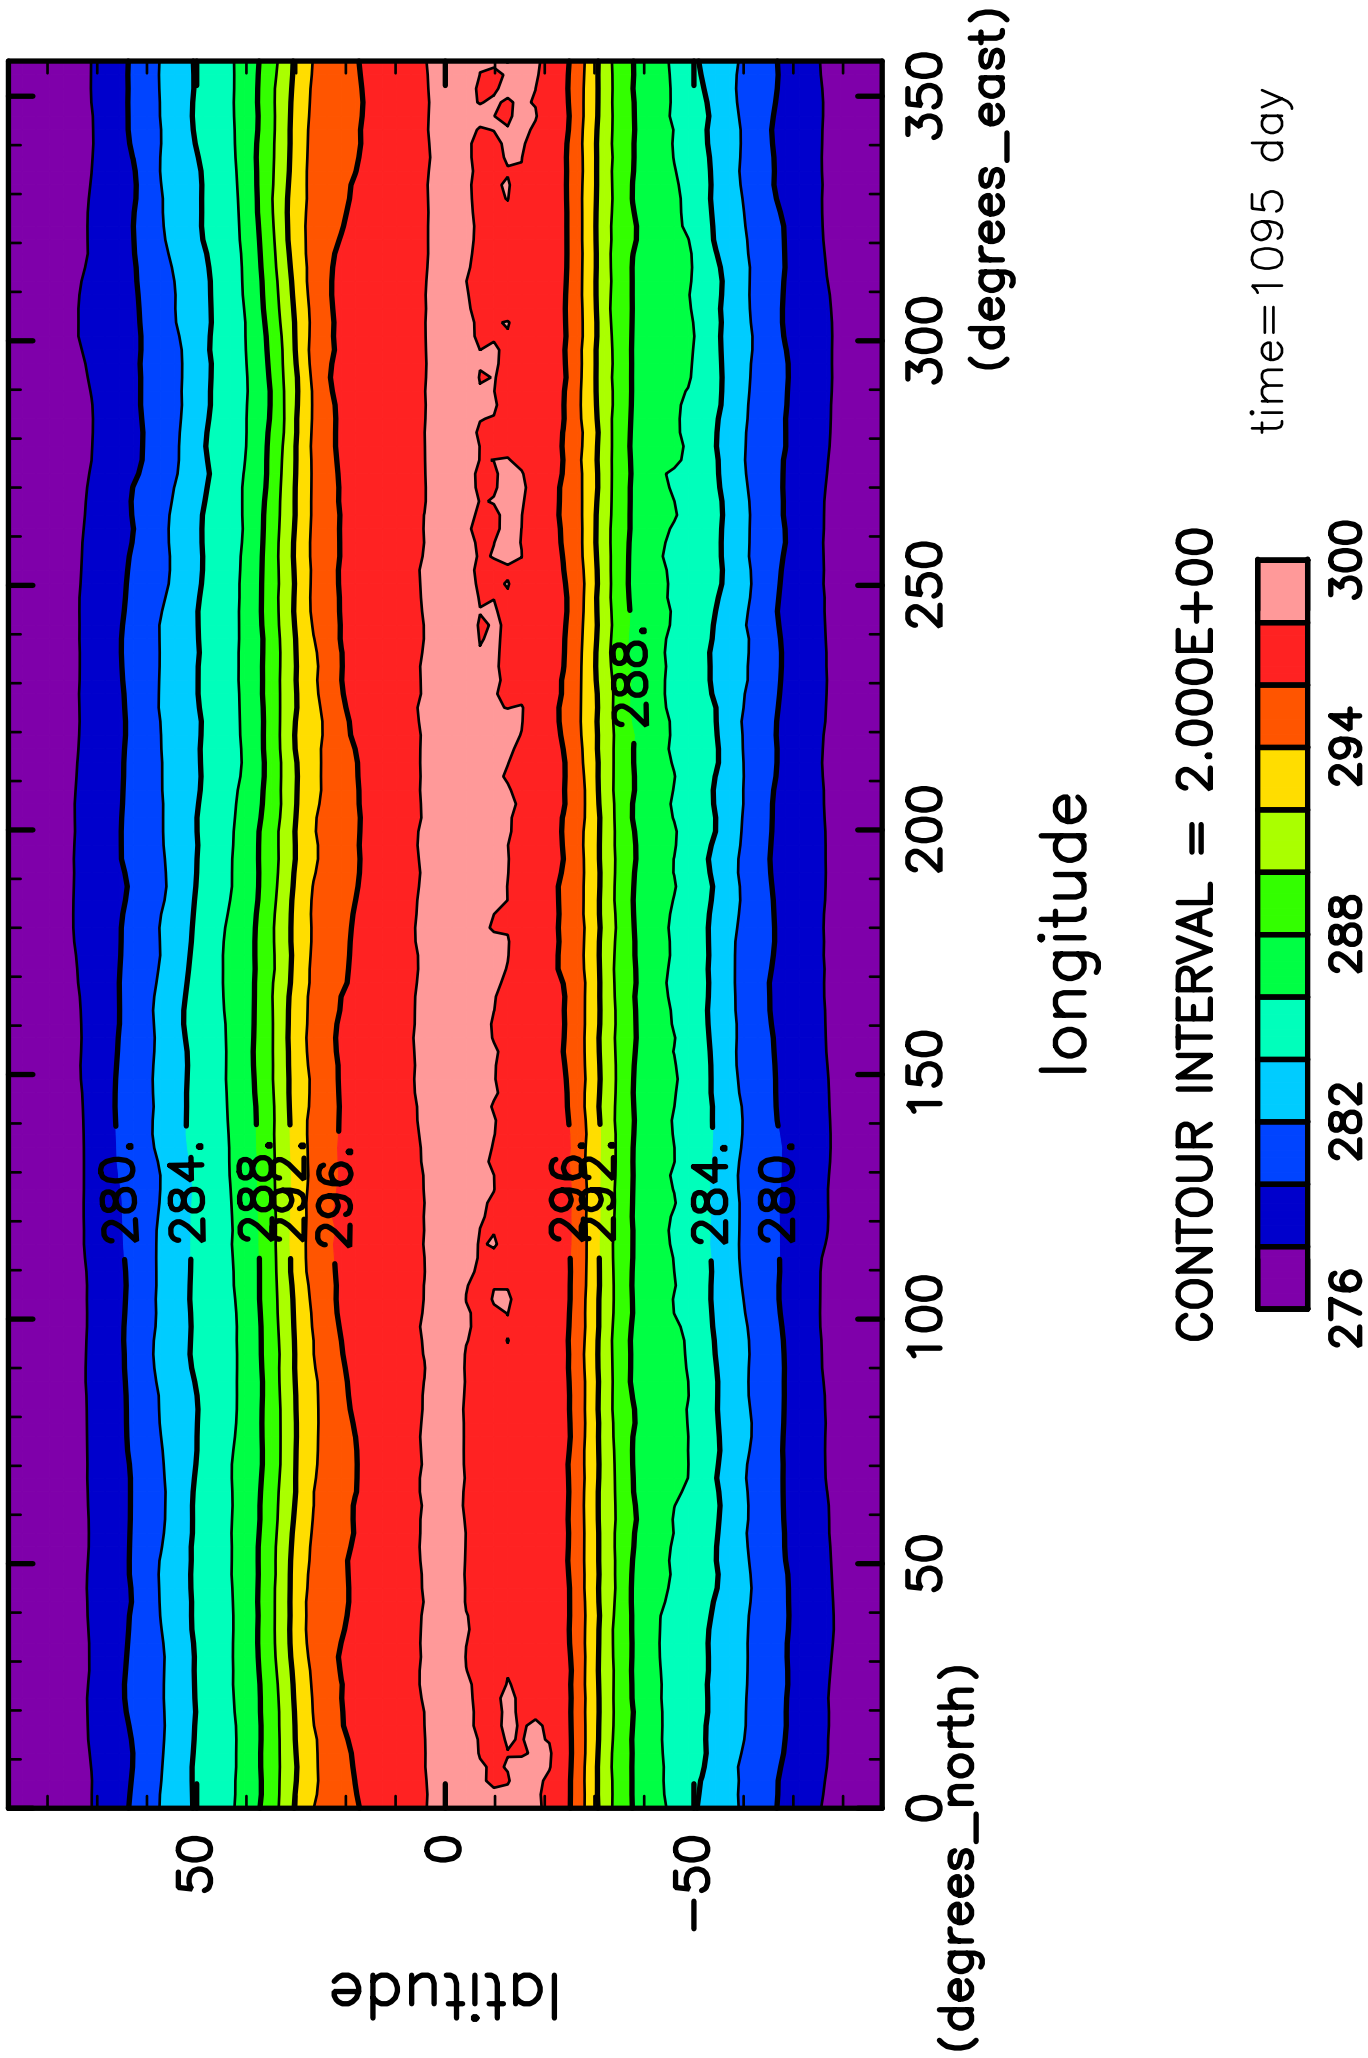 280.
284.
288.
292.
296.
296.
292.
288.
284.
280.
50
0
−50
latitude
(degrees_north)
0 50 100 150 200 250 300 350
(degrees_east)
longitude
CONTOUR INTERVAL = 2.000E+00
276 282 288 294 300
time=1095 day